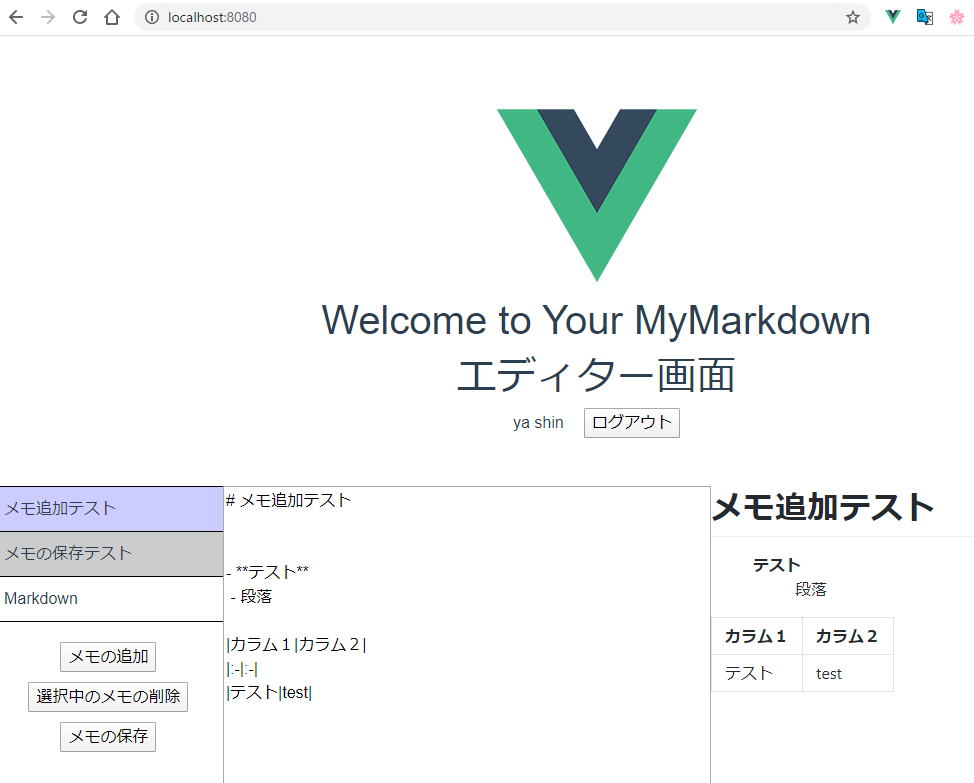 localhost:8080
Welcome to Your MyMarkdown
エディター画面
ya shin ログアウト
メモ追加テスト
メモの保存テスト
Markdown
メモの追加
選択中のメモの削除
メモの保存
# メモ追加テスト
- **テスト**
- 段落
|カラム１|カラム２|
|:-|:-|
|テスト|test|
メモ追加テスト
テスト
段落
カラム１ カラム２
テスト test